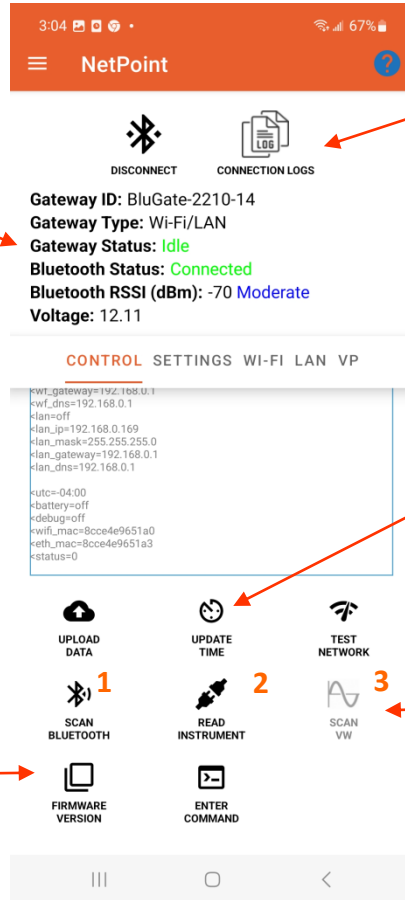 3:04 67%
NetPoint ?
LOG
DISCONNECT CONNECTION LOGS
Gateway ID: BluGate-2210-14
Gateway Type: Wi-Fi/LAN
Gateway Status: Idle
Bluetooth Status: Connected
Bluetooth RSSI (dBm): -70 Moderate
Voltage: 12.11
CONTROL SETTINGS WI-FI LAN VP
<wf_gateway=192.168.0.1
<wf_dns=192.168.0.1
<lan=off
<lan_ip=192.168.0.169
<lan_mask=255.255.255.0
<lan_gateway=192.168.0.1
<lan_dns=192.168.0.1
<utc=-04:00
<battery=off
<debug=off
<wifi_mac=8cce4e9651a0
<eth_mac=8cce4e9651a3
<status=0
UPLOAD DATA
UPDATE TIME
TEST NETWORK
1
SCAN BLUETOOTH
2
READ INSTRUMENT
3
SCAN VW
FIRMWARE VERSION
ENTER COMMAND